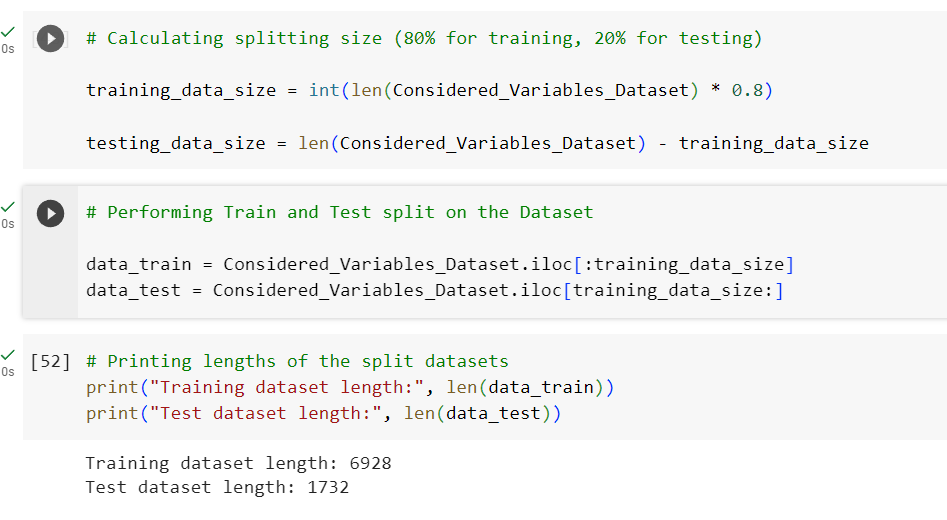 0s
# Calculating splitting size (80% for training, 20% for testing)
training_data_size = int(len(Considered_Variables_Dataset) * 0.8)
testing_data_size = len(Considered_Variables_Dataset) - training_data_size
0s
# Performing Train and Test split on the Dataset
data_train = Considered_Variables_Dataset.iloc[:training_data_size]
data_test = Considered_Variables_Dataset.iloc[training_data_size:]
0s
[52] # Printing lengths of the split datasets
print("Training dataset length:", len(data_train))
print("Test dataset length:", len(data_test))
Training dataset length: 6928
Test dataset length: 1732